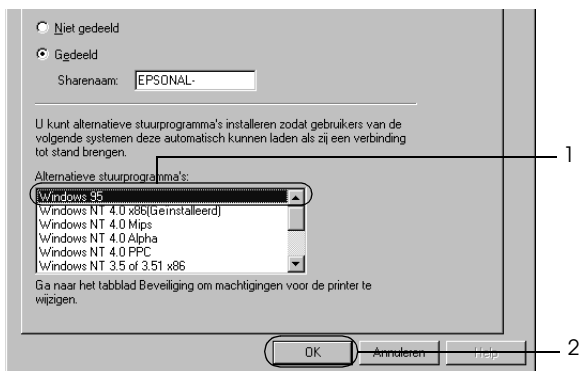 Niet gedeeld
Gedeeld
Sharenaam: EPSONAL-
U kunt alternatieve stuurprogramma's installeren zodat gebruikers van de
volgende systemen deze automatisch kunnen laden als zij een verbinding
tot stand brengen.
1
Alternatieve stuurprogramma's:
Windows 95
Windows NT 4.0 x86(Geïnstalleerd)
Windows NT 4.0 Mips
Windows NT 4.0 Alpha
Windows NT 4.0 PPC
Windows NT 3.5 of 3.51 x86
Ga naar het tabblad Beveiliging om machtigingen voor de printer te
wijzigen.
OK Annuleren Help 2